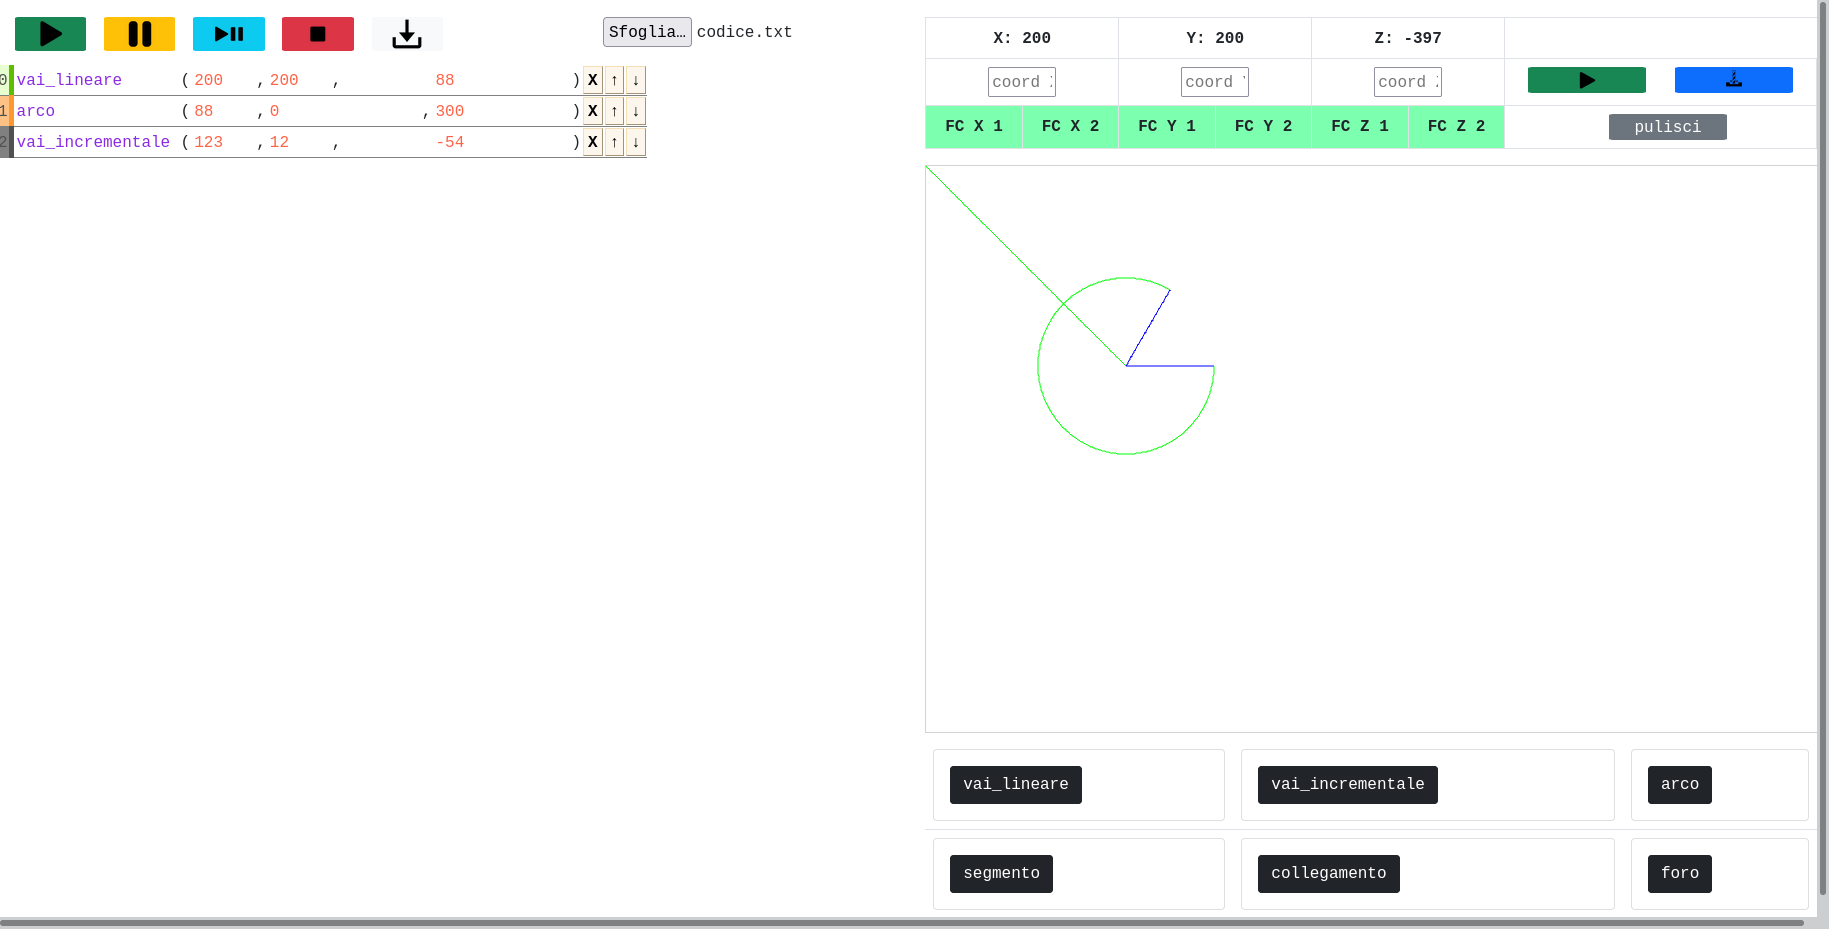 Sfoglia… codice.txt
0 vai_lineare ( 200 , 200 , 88 ) X ↑ ↓
1 arco ( 88 , 0 , 300 ) X ↑ ↓
2 vai_incrementale ( 123 , 12 , -54 ) X ↑ ↓
X: 200 Y: 200 Z: -397
coord coord coord
FC X 1 FC X 2 FC Y 1 FC Y 2 FC Z 1 FC Z 2 pulisci
vai_lineare vai_incrementale arco
segmento collegamento foro